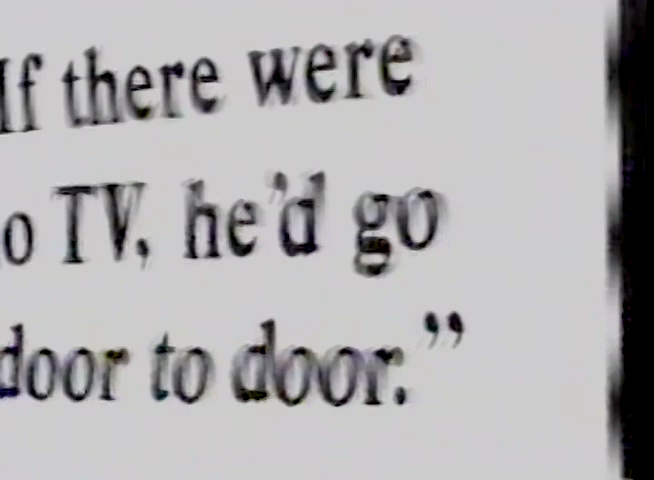 If there were
o TV, he'd go
door to door.”